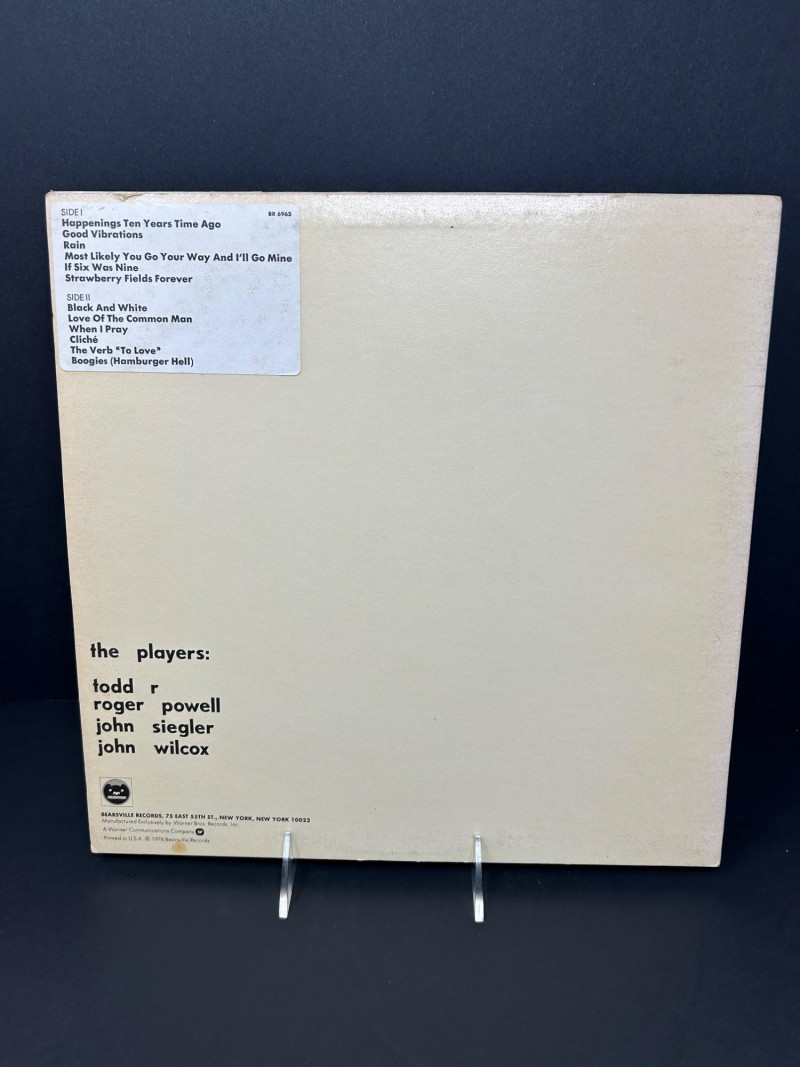 SIDE I BR 6963
Happenings Ten Years Time Ago
Good Vibrations
Rain
Most Likely You Go Your Way And I'll Go Mine
If Six Was Nine
Strawberry Fields Forever
SIDE II
Black And White
Love Of The Common Man
When I Pray
Cliché
The Verb "To Love"
Boogies (Hamburger Hell)
the players:
todd r
roger powell
john siegler
john wilcox
BEARSVILLE RECORDS, 75 EAST 55TH ST., NEW YORK, NEW YORK 10022
Manufactured Exclusively by Warner Bros. Records Inc.
A Warner Communications Company
Printed in U.S.A. Ⓟ 1976 Bearsville Records